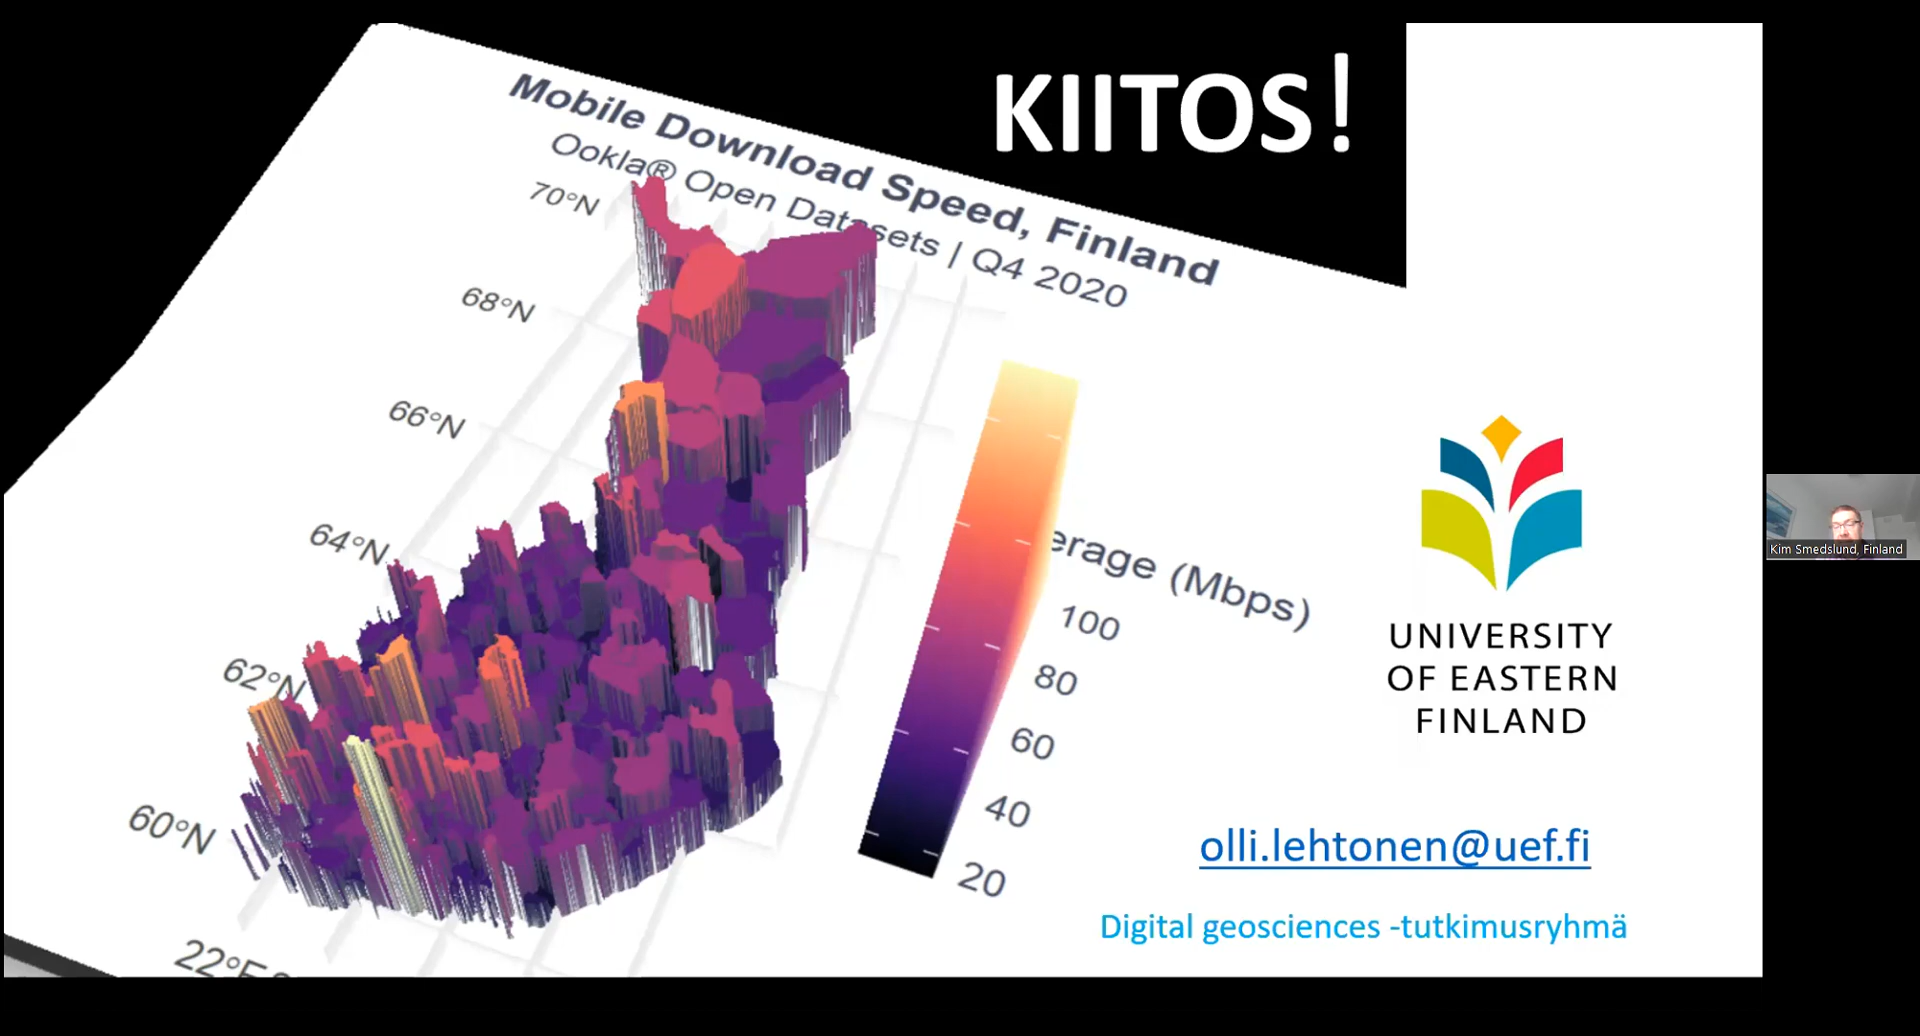 KIITOS!
Mobile Download Speed, Finland
Ookla® Open Datasets | Q4 2020
70°N
68°N
66°N
64°N
62°N
60°N
22°E
erage (Mbps)
100
80
60
40
20
UNIVERSITY
OF EASTERN
FINLAND
olli.lehtonen@uef.fi
Digital geosciences -tutkimusryhmä
Kim Smedslund, Finland